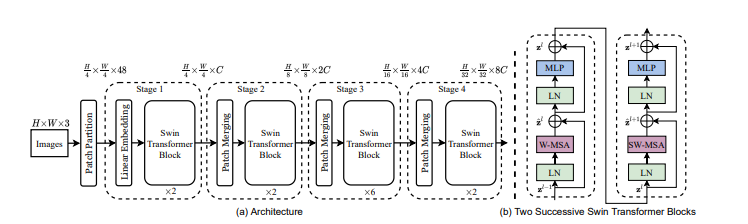 H/4 × W/4 × 48
H/4 × W/4 × C
H/8 × W/8 × 2C
H/16 × W/16 × 4C
H/32 × W/32 × 8C
H×W×3
Images
Patch Partition
Stage 1
Linear Embedding
Swin
Transformer
Block
×2
Stage 2
Patch Merging
Swin
Transformer
Block
×2
Stage 3
Patch Merging
Swin
Transformer
Block
×6
Stage 4
Patch Merging
Swin
Transformer
Block
×2
(a) Architecture
z^l
MLP
LN
ẑ^l
W-MSA
LN
z^{l-1}
z^{l+1}
MLP
LN
ẑ^{l+1}
SW-MSA
LN
z^l
(b) Two Successive Swin Transformer Blocks